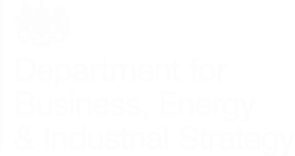 Department for
Business, Energy
& Industrial Strategy